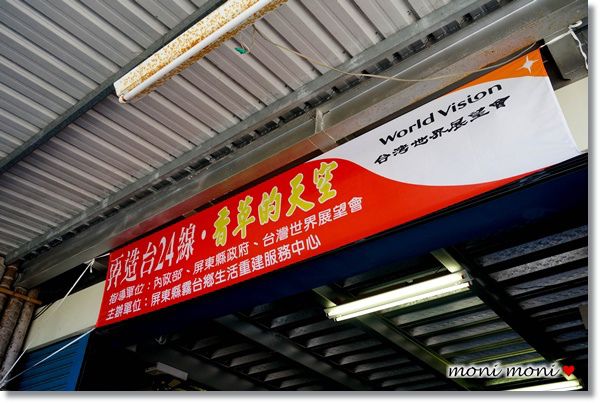 再造台24線・香草的天空
指導單位：內政部、屏東縣政府、台灣世界展望會
主辦單位：屏東縣霧台鄉生活重建服務中心
World Vision
台灣世界展望會
moni moni